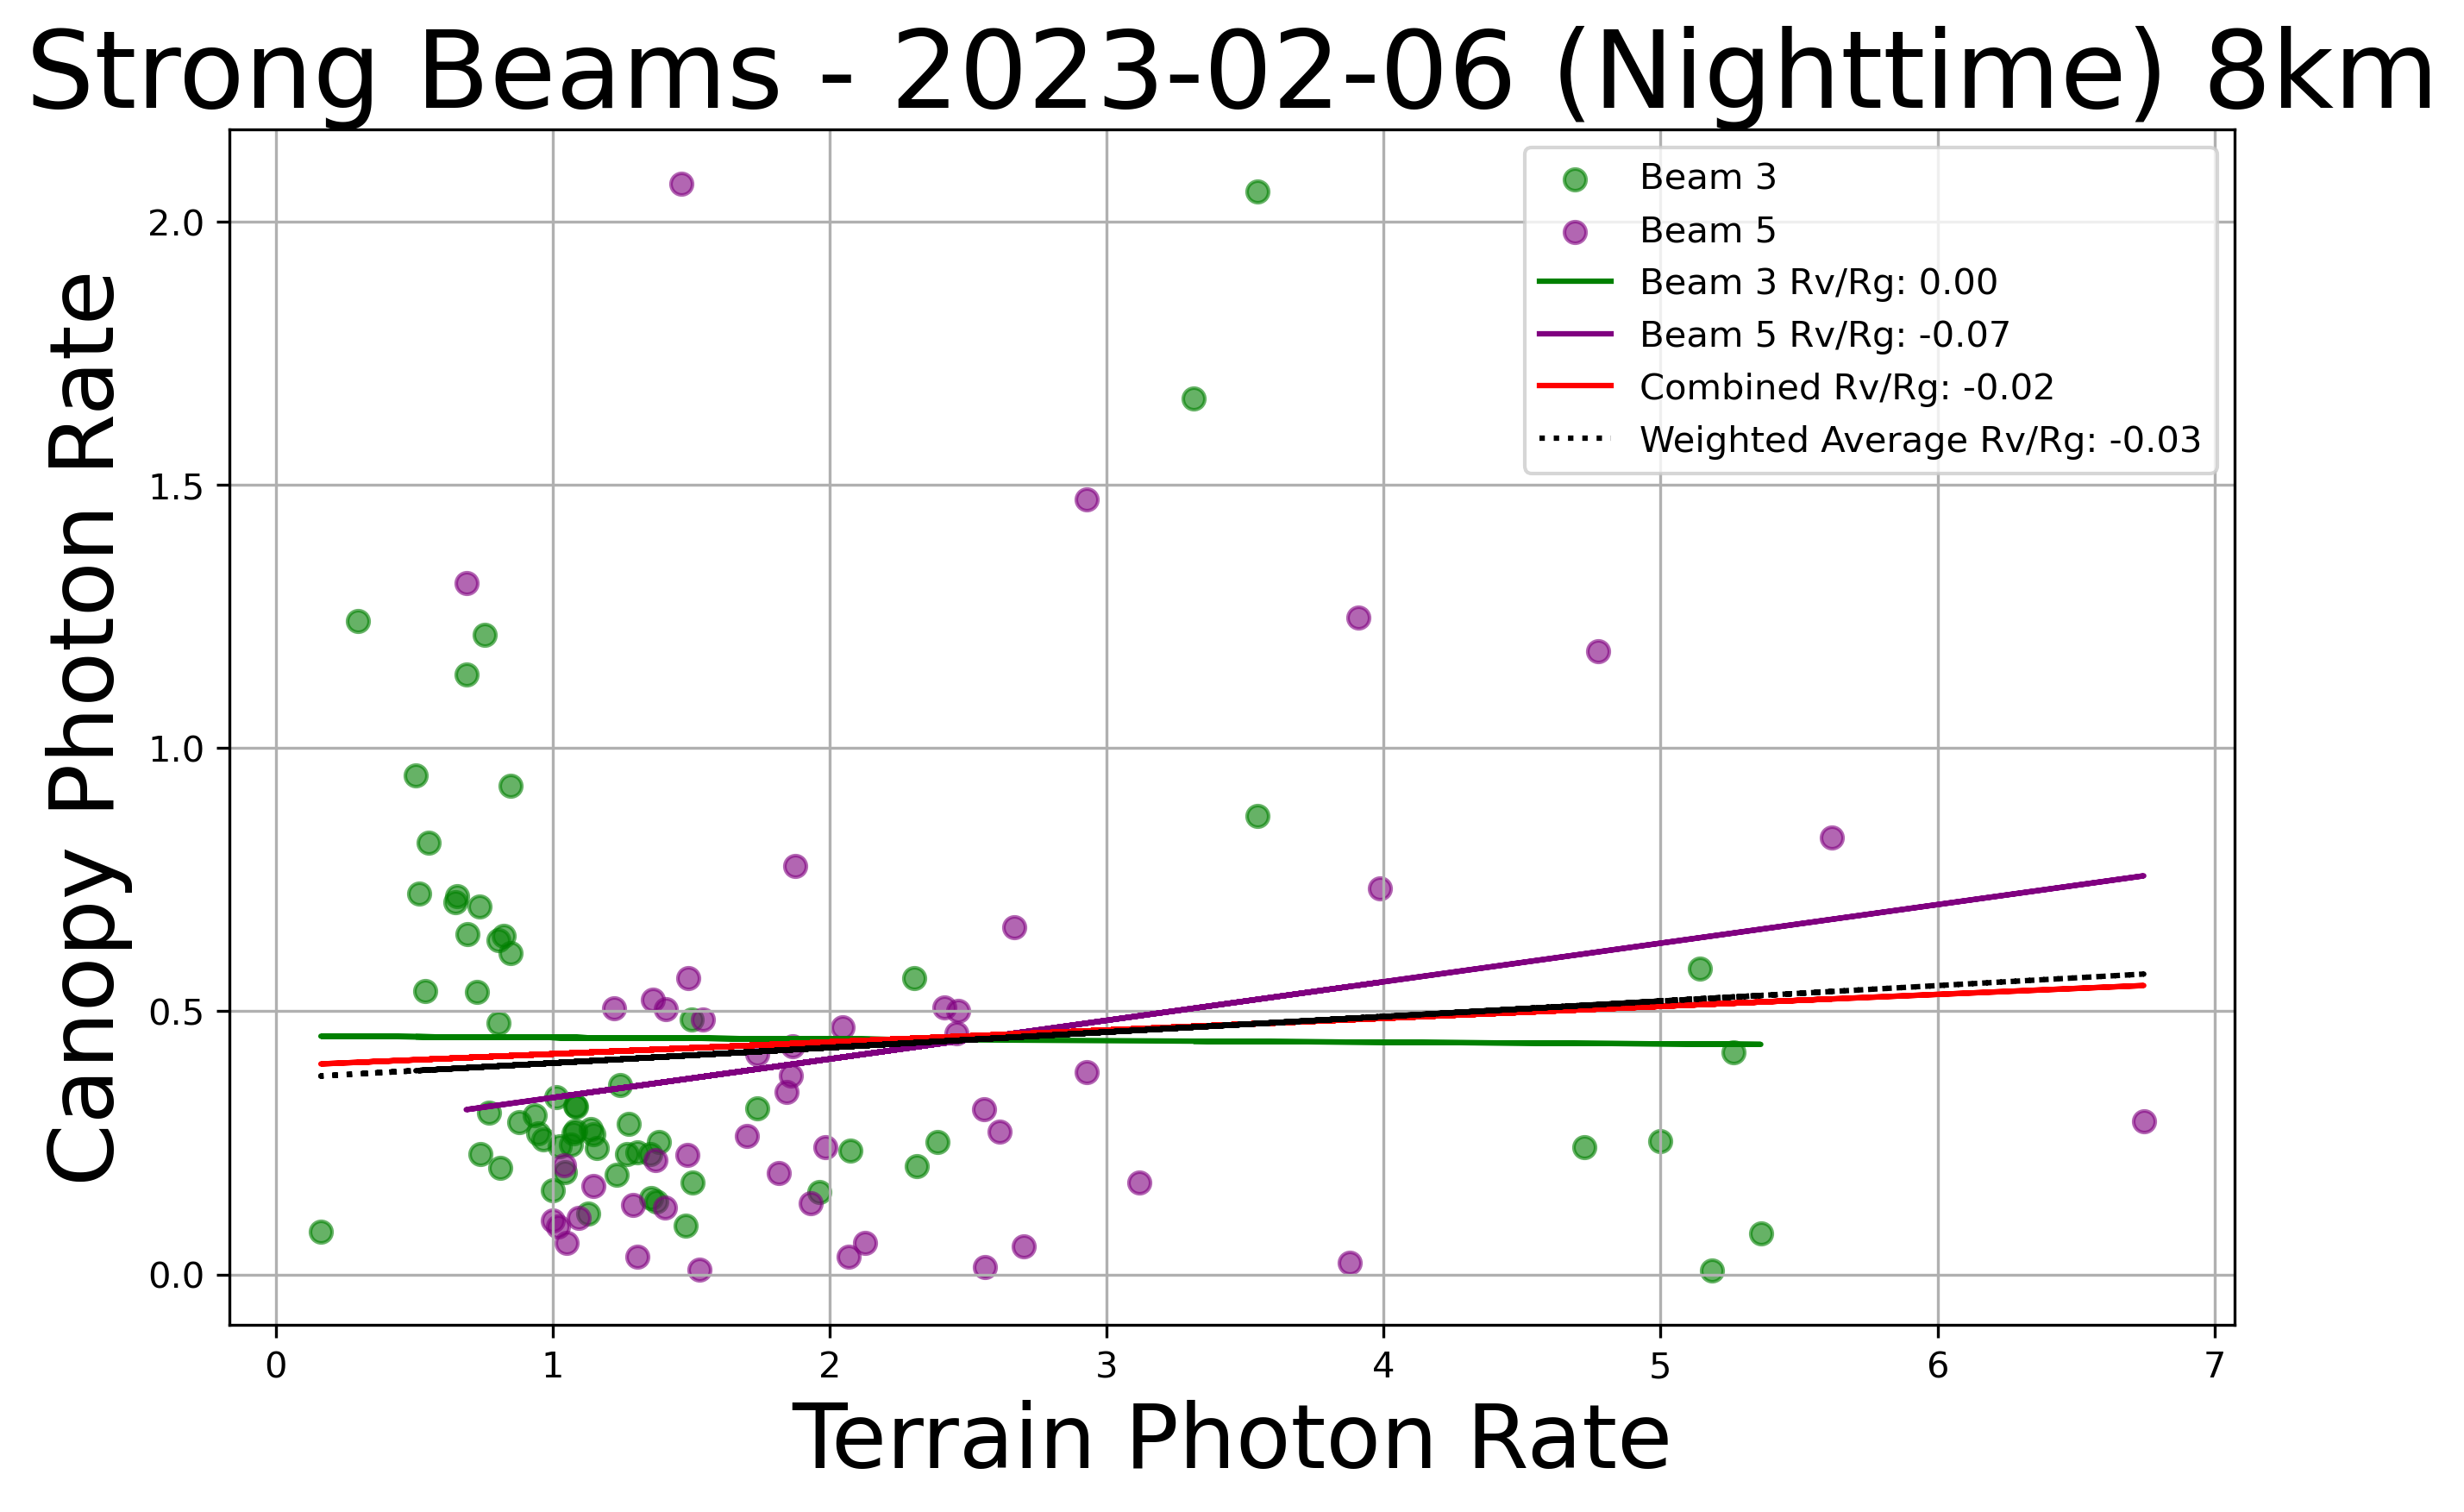 Strong Beams - 2023-02-06 (Nighttime) 8km
Beam 3
Beam 5
Beam 3 Rv/Rg: 0.00
Beam 5 Rv/Rg: -0.07
Combined Rv/Rg: -0.02
Weighted Average Rv/Rg: -0.03
Canopy Photon Rate
2.0
1.5
1.0
0.5
0.0
0 1 2 3 4 5 6 7
Terrain Photon Rate